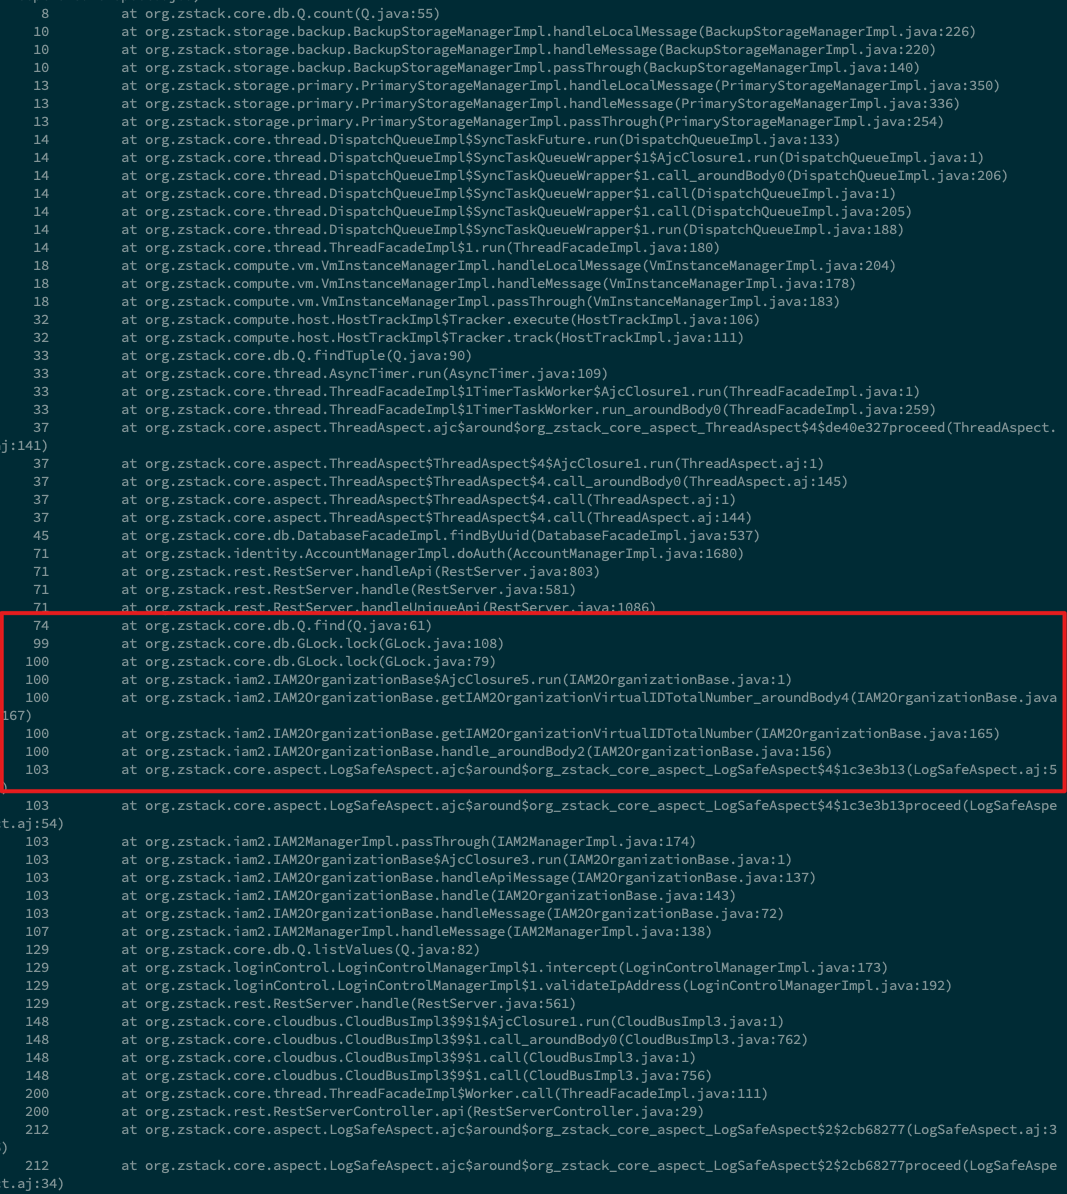 8 at org.zstack.core.db.Q.count(Q.java:55)
10 at org.zstack.storage.backup.BackupStorageManagerImpl.handleLocalMessage(BackupStorageManagerImpl.java:226)
10 at org.zstack.storage.backup.BackupStorageManagerImpl.handleMessage(BackupStorageManagerImpl.java:220)
10 at org.zstack.storage.backup.BackupStorageManagerImpl.passThrough(BackupStorageManagerImpl.java:140)
13 at org.zstack.storage.primary.PrimaryStorageManagerImpl.handleLocalMessage(PrimaryStorageManagerImpl.java:350)
13 at org.zstack.storage.primary.PrimaryStorageManagerImpl.handleMessage(PrimaryStorageManagerImpl.java:336)
13 at org.zstack.storage.primary.PrimaryStorageManagerImpl.passThrough(PrimaryStorageManagerImpl.java:254)
14 at org.zstack.core.thread.DispatchQueueImpl$SyncTaskFuture.run(DispatchQueueImpl.java:133)
14 at org.zstack.core.thread.DispatchQueueImpl$SyncTaskQueueWrapper$1$AjcClosure1.run(DispatchQueueImpl.java:1)
14 at org.zstack.core.thread.DispatchQueueImpl$SyncTaskQueueWrapper$1.call_aroundBody0(DispatchQueueImpl.java:206)
14 at org.zstack.core.thread.DispatchQueueImpl$SyncTaskQueueWrapper$1.call(DispatchQueueImpl.java:1)
14 at org.zstack.core.thread.DispatchQueueImpl$SyncTaskQueueWrapper$1.call(DispatchQueueImpl.java:205)
14 at org.zstack.core.thread.DispatchQueueImpl$SyncTaskQueueWrapper$1.run(DispatchQueueImpl.java:188)
14 at org.zstack.core.thread.ThreadFacadeImpl$1.run(ThreadFacadeImpl.java:180)
18 at org.zstack.compute.vm.VmInstanceManagerImpl.handleLocalMessage(VmInstanceManagerImpl.java:204)
18 at org.zstack.compute.vm.VmInstanceManagerImpl.handleMessage(VmInstanceManagerImpl.java:178)
18 at org.zstack.compute.vm.VmInstanceManagerImpl.passThrough(VmInstanceManagerImpl.java:183)
32 at org.zstack.compute.host.HostTrackImpl$Tracker.execute(HostTrackImpl.java:106)
32 at org.zstack.compute.host.HostTrackImpl$Tracker.track(HostTrackImpl.java:111)
33 at org.zstack.core.db.Q.findTuple(Q.java:90)
33 at org.zstack.core.thread.AsyncTimer.run(AsyncTimer.java:109)
33 at org.zstack.core.thread.ThreadFacadeImpl$1TimerTaskWorker$AjcClosure1.run(ThreadFacadeImpl.java:1)
33 at org.zstack.core.thread.ThreadFacadeImpl$1TimerTaskWorker.run_aroundBody0(ThreadFacadeImpl.java:259)
37 at org.zstack.core.aspect.ThreadAspect.ajc$around$org_zstack_core_aspect_ThreadAspect$4$de40e327proceed(ThreadAspect.
j:141)
37 at org.zstack.core.aspect.ThreadAspect$ThreadAspect$4$AjcClosure1.run(ThreadAspect.aj:1)
37 at org.zstack.core.aspect.ThreadAspect$ThreadAspect$4.call_aroundBody0(ThreadAspect.aj:145)
37 at org.zstack.core.aspect.ThreadAspect$ThreadAspect$4.call(ThreadAspect.aj:1)
37 at org.zstack.core.aspect.ThreadAspect$ThreadAspect$4.call(ThreadAspect.aj:144)
45 at org.zstack.core.db.DatabaseFacadeImpl.findByUuid(DatabaseFacadeImpl.java:537)
71 at org.zstack.identity.AccountManagerImpl.doAuth(AccountManagerImpl.java:1680)
71 at org.zstack.rest.RestServer.handleApi(RestServer.java:803)
71 at org.zstack.rest.RestServer.handle(RestServer.java:581)
71 at org.zstack.rest.RestServer.handleUniqueApi(RestServer.java:1086)
74 at org.zstack.core.db.Q.find(Q.java:61)
99 at org.zstack.core.db.GLock.lock(GLock.java:108)
100 at org.zstack.core.db.GLock.lock(GLock.java:79)
100 at org.zstack.iam2.IAM2OrganizationBase$AjcClosure5.run(IAM2OrganizationBase.java:1)
100 at org.zstack.iam2.IAM2OrganizationBase.getIAM2OrganizationVirtualIDTotalNumber_aroundBody4(IAM2OrganizationBase.java
167)
100 at org.zstack.iam2.IAM2OrganizationBase.getIAM2OrganizationVirtualIDTotalNumber(IAM2OrganizationBase.java:165)
100 at org.zstack.iam2.IAM2OrganizationBase.handle_aroundBody2(IAM2OrganizationBase.java:156)
103 at org.zstack.core.aspect.LogSafeAspect.ajc$around$org_zstack_core_aspect_LogSafeAspect$4$1c3e3b13(LogSafeAspect.aj:5
)
103 at org.zstack.core.aspect.LogSafeAspect.ajc$around$org_zstack_core_aspect_LogSafeAspect$4$1c3e3b13proceed(LogSafeAspe
ct.aj:54)
103 at org.zstack.iam2.IAM2ManagerImpl.passThrough(IAM2ManagerImpl.java:174)
103 at org.zstack.iam2.IAM2OrganizationBase$AjcClosure3.run(IAM2OrganizationBase.java:1)
103 at org.zstack.iam2.IAM2OrganizationBase.handleApiMessage(IAM2OrganizationBase.java:137)
103 at org.zstack.iam2.IAM2OrganizationBase.handle(IAM2OrganizationBase.java:143)
103 at org.zstack.iam2.IAM2OrganizationBase.handleMessage(IAM2OrganizationBase.java:72)
107 at org.zstack.iam2.IAM2ManagerImpl.handleMessage(IAM2ManagerImpl.java:138)
129 at org.zstack.core.db.Q.listValues(Q.java:82)
129 at org.zstack.loginControl.LoginControlManagerImpl$1.intercept(LoginControlManagerImpl.java:173)
129 at org.zstack.loginControl.LoginControlManagerImpl$1.validateIpAddress(LoginControlManagerImpl.java:192)
129 at org.zstack.rest.RestServer.handle(RestServer.java:561)
148 at org.zstack.core.cloudbus.CloudBusImpl3$9$1$AjcClosure1.run(CloudBusImpl3.java:1)
148 at org.zstack.core.cloudbus.CloudBusImpl3$9$1.call_aroundBody0(CloudBusImpl3.java:762)
148 at org.zstack.core.cloudbus.CloudBusImpl3$9$1.call(CloudBusImpl3.java:1)
148 at org.zstack.core.cloudbus.CloudBusImpl3$9$1.call(CloudBusImpl3.java:756)
200 at org.zstack.core.thread.ThreadFacadeImpl$Worker.call(ThreadFacadeImpl.java:111)
200 at org.zstack.rest.RestServerController.api(RestServerController.java:29)
212 at org.zstack.core.aspect.LogSafeAspect.ajc$around$org_zstack_core_aspect_LogSafeAspect$2$2cb68277(LogSafeAspect.aj:3
)
212 at org.zstack.core.aspect.LogSafeAspect.ajc$around$org_zstack_core_aspect_LogSafeAspect$2$2cb68277proceed(LogSafeAspe
ct.aj:34)